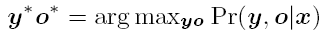 y*o* = arg max_{yo} Pr(y, o|x)